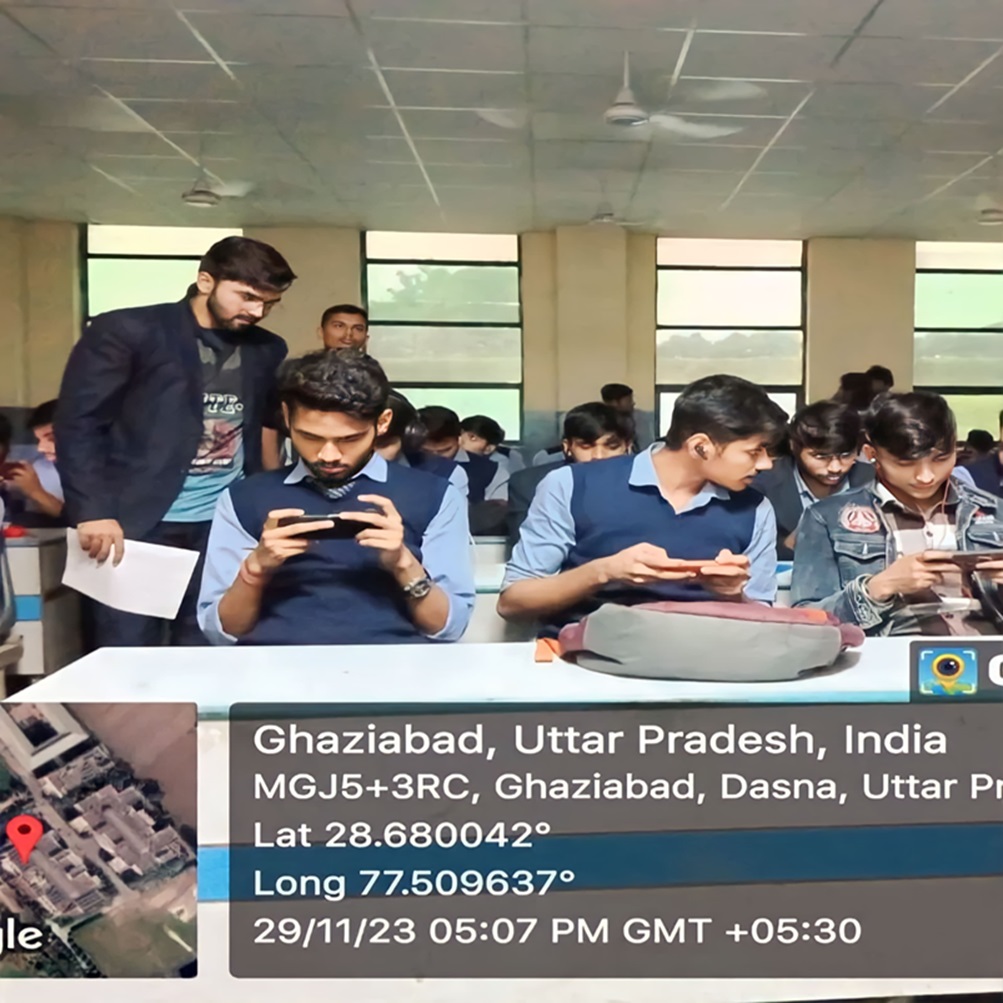 Ghaziabad, Uttar Pradesh, India
MGJ5+3RC, Ghaziabad, Dasna, Uttar Pr
Lat 28.680042°
Long 77.509637°
gle
29/11/23 05:07 PM GMT +05:30